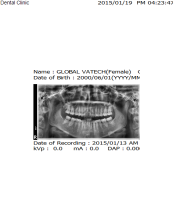 Dental Clinic 2015/01/19 PM 04:23:47
Name : GLOBAL VATECH(Female)
Date of Birth : 2000/06/01(YYYY/MM
Date of Recording : 2015/01/13 AM
kVp : 0.0 mA : 0.0 DAP : 0.00